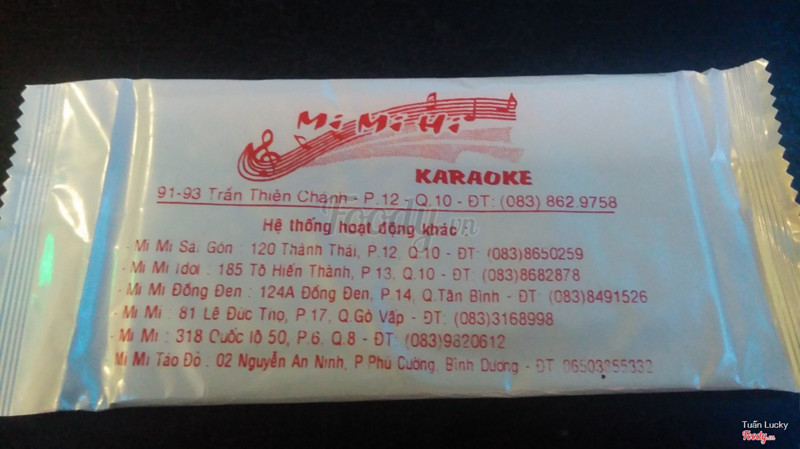 Mi Mi Hi
KARAOKE
91-93 Trần Thiện Chánh - P.12 - Q.10 - ĐT: (083) 862 9758
Hệ thống hoạt động khác :
- Mi Mi Sài Gòn : 120 Thành Thái, P.12, Q.10 - ĐT: (083)8650259
- Mi Mi Idol : 185 Tô Hiến Thành, P.13, Q.10 - ĐT: (083)8682878
- Mi Mi Đồng Đen : 124A Đồng Đen, P.14, Q.Tân Bình - ĐT: (083)8491526
- Mi Mi : 81 Lê Đức Thọ, P 17, Q.Gò Vấp - ĐT: (083)3168998
- Mi Mi : 318 Quốc lộ 50, P.6, Q.8 - ĐT: (083)9820612
Mi Mi Táo Đỏ : 02 Nguyễn An Ninh, P Phú Cường, Bình Dương - ĐT 06503855332
Foody.vn
Tuấn Lucky
Foody.vn